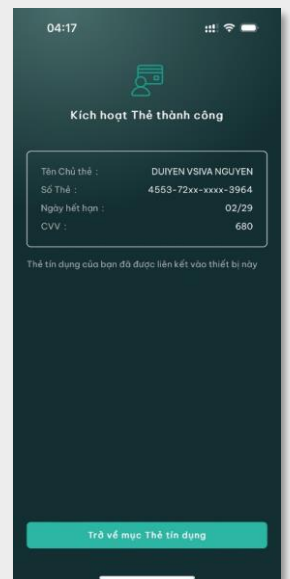 04:17
Kích hoạt Thẻ thành công
Tên Chủ thẻ : DUIYEN VSIVA NGUYEN
Số Thẻ : 4553-72xx-xxxx-3964
Ngày hết hạn : 02/29
CVV : 680
Thẻ tín dụng của bạn đã được liên kết vào thiết bị này
Trở về mục Thẻ tín dụng